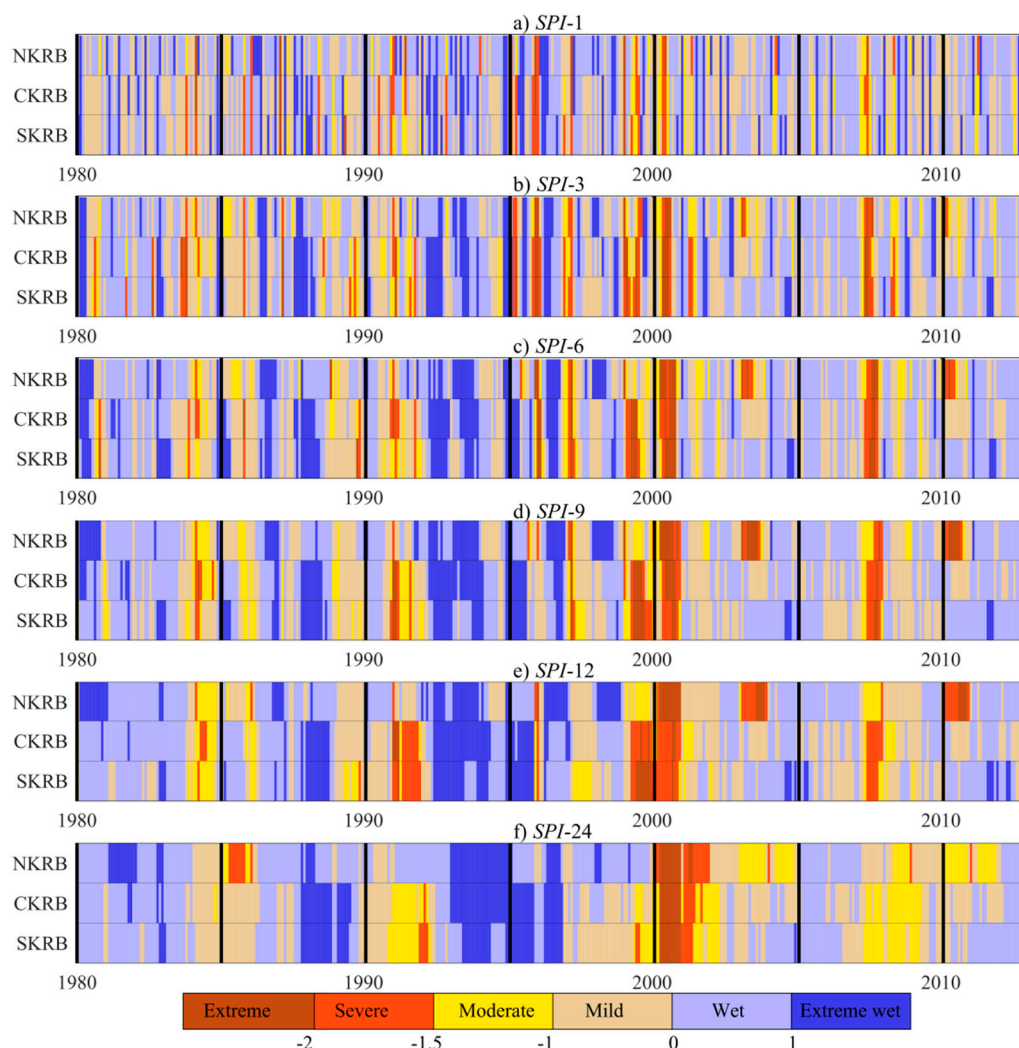 a) SPI-1
NKRB
CKRB
SKRB
1980 1990 2000 2010
b) SPI-3
NKRB
CKRB
SKRB
1980 1990 2000 2010
c) SPI-6
NKRB
CKRB
SKRB
1980 1990 2000 2010
d) SPI-9
NKRB
CKRB
SKRB
1980 1990 2000 2010
e) SPI-12
NKRB
CKRB
SKRB
1980 1990 2000 2010
f) SPI-24
NKRB
CKRB
SKRB
1980 1990 2000 2010
Extreme Severe Moderate Mild Wet Extreme wet
-2 -1.5 -1 0 1